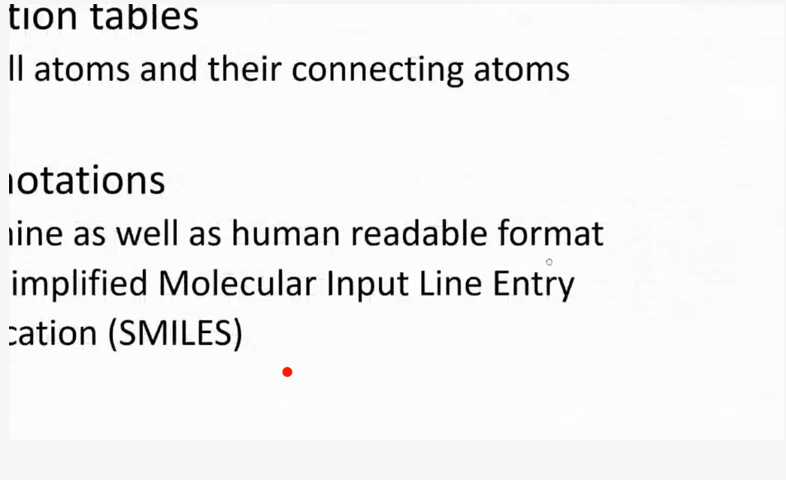 tion tables
ll atoms and their connecting atoms
notations
ine as well as human readable format
implified Molecular Input Line Entry
cation (SMILES)